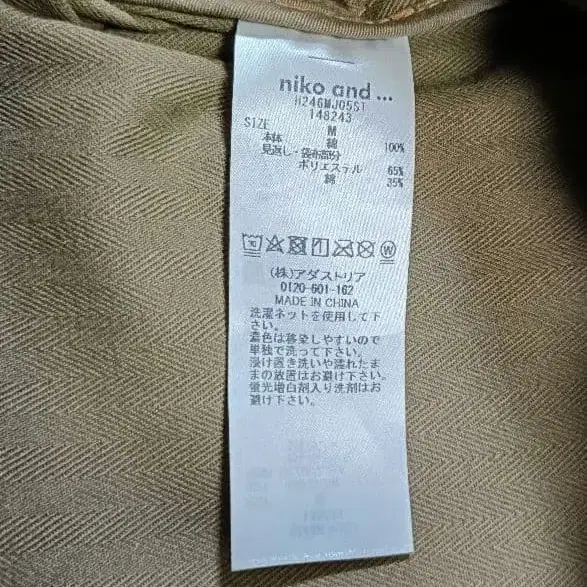 niko and ...
H246MJ05ST
148243
SIZE M
本体 綿 100%
見返し・袋布部分
ポリエステル 65%
綿 35%
(株)アダストリア
0120-601-162
MADE IN CHINA
洗濯ネットを使用して下
さい。
濃色は移染しやすいので
単独で洗って下さい。
浸け置き洗いや濡れたま
まの放置はお避け下さい。
蛍光増白剤入り洗剤はお
避け下さい。